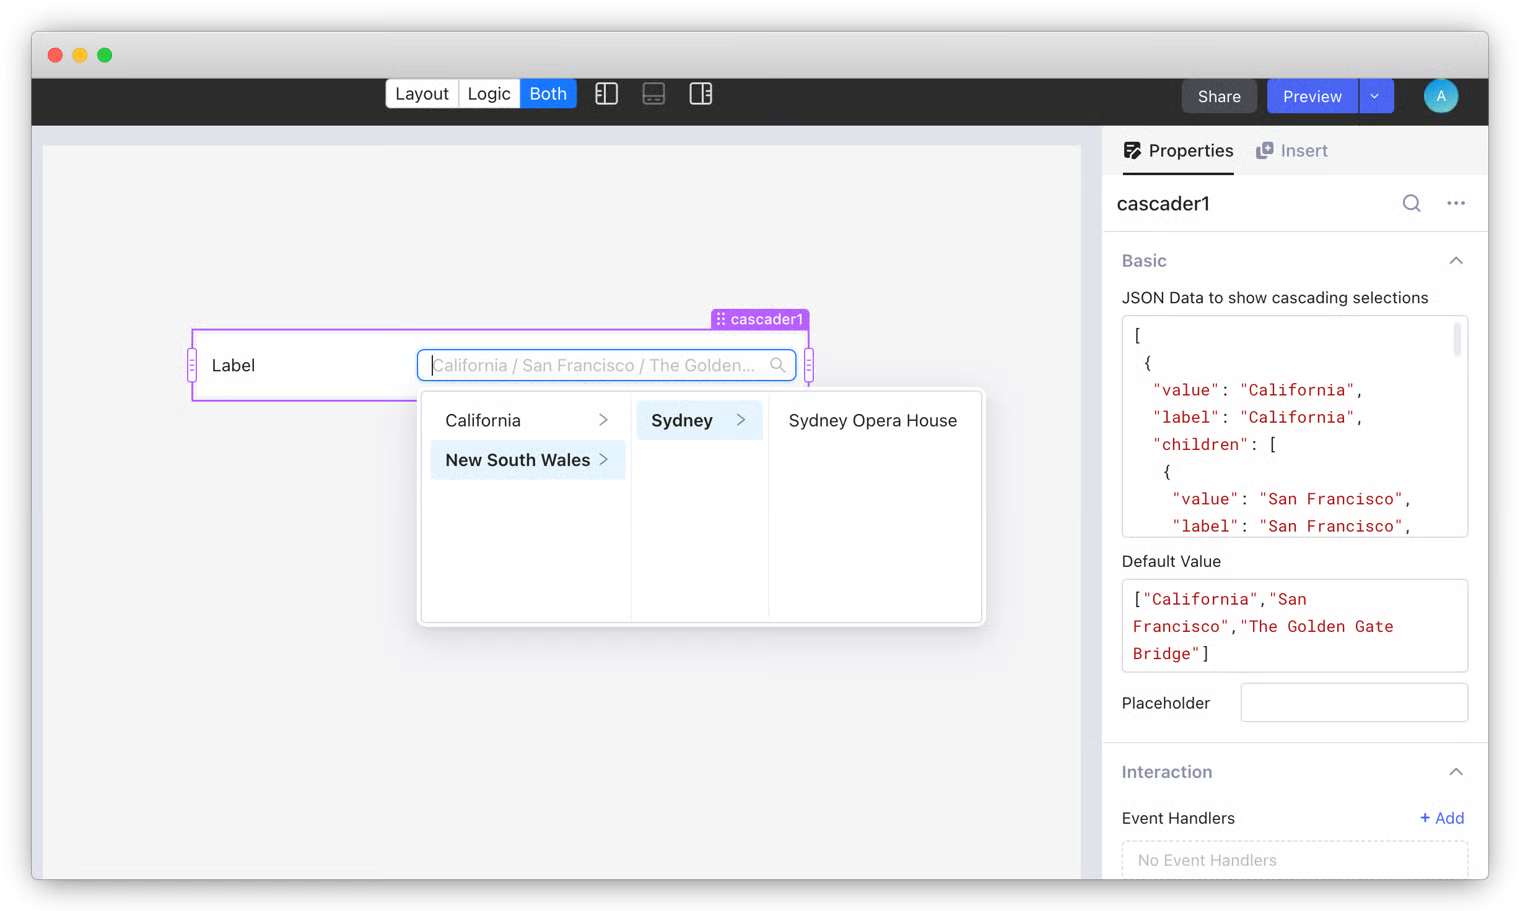 Layout Logic Both
Share Preview A
Properties Insert
cascader1
Basic
JSON Data to show cascading selections
[
{
"value": "California",
"label": "California",
"children": [
{
"value": "San Francisco",
"label": "San Francisco",
Default Value
["California","San
Francisco","The Golden Gate
Bridge"]
Placeholder
Interaction
Event Handlers + Add
No Event Handlers
cascader1
Label California / San Francisco / The Golden...
California Sydney Sydney Opera House
New South Wales